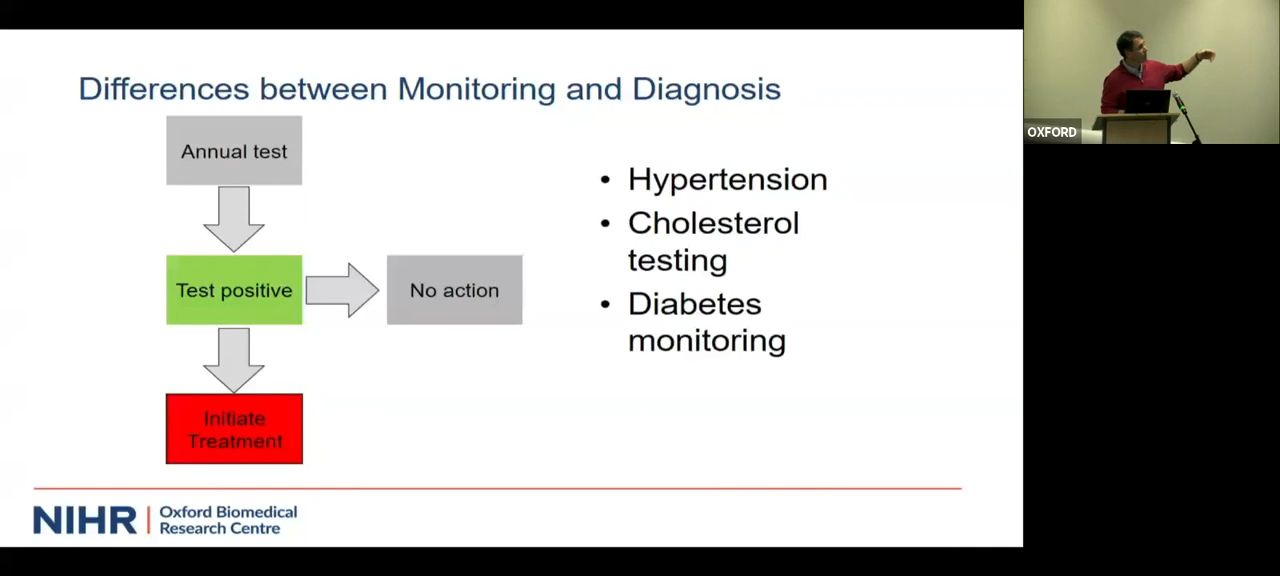 Differences between Monitoring and Diagnosis
Annual test
Test positive
No action
Initiate
Treatment
• Hypertension
• Cholesterol
testing
• Diabetes
monitoring
NIHR | Oxford Biomedical
Research Centre
OXFORD